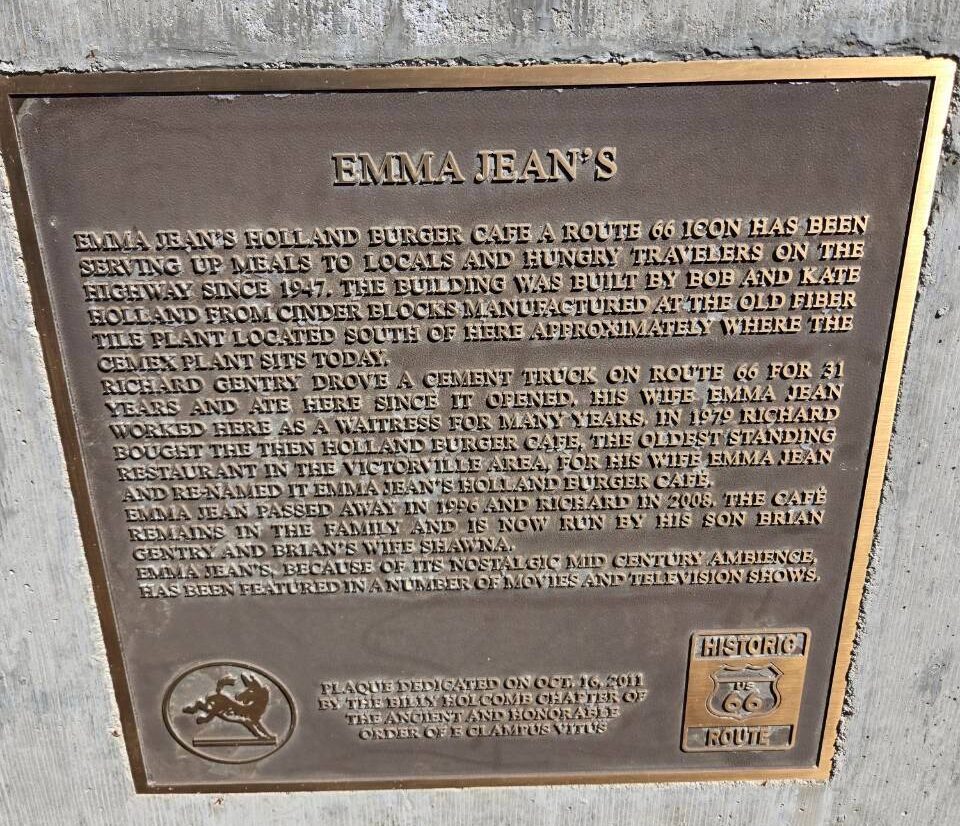 EMMA JEAN'S
EMMA JEAN'S HOLLAND BURGER CAFE A ROUTE 66 ICON HAS BEEN
SERVING UP MEALS TO LOCALS AND HUNGRY TRAVELERS ON THE
HIGHWAY SINCE 1947. THE BUILDING WAS BUILT BY BOB AND KATE
HOLLAND FROM CINDER BLOCKS MANUFACTURED AT THE OLD FIBER
TILE PLANT LOCATED SOUTH OF HERE APPROXIMATELY WHERE THE
CEMEX PLANT SITS TODAY.
RICHARD GENTRY DROVE A CEMENT TRUCK ON ROUTE 66 FOR 31
YEARS AND ATE HERE SINCE IT OPENED. HIS WIFE EMMA JEAN
WORKED HERE AS A WAITRESS FOR MANY YEARS. IN 1979 RICHARD
BOUGHT THE THEN HOLLAND BURGER CAFE, THE OLDEST STANDING
RESTAURANT IN THE VICTORVILLE AREA, FOR HIS WIFE EMMA JEAN
AND RE-NAMED IT EMMA JEAN'S HOLLAND BURGER CAFE.
EMMA JEAN PASSED AWAY IN 1996 AND RICHARD IN 2008. THE CAFÉ
REMAINS IN THE FAMILY AND IS NOW RUN BY HIS SON BRIAN
GENTRY AND BRIAN'S WIFE SHAWNA.
EMMA JEAN'S, BECAUSE OF ITS NOSTALGIC MID CENTURY AMBIENCE,
HAS BEEN FEATURED IN A NUMBER OF MOVIES AND TELEVISION SHOWS.
PLAQUE DEDICATED ON OCT. 16, 2011
BY THE BILLY HOLCOMB CHAPTER OF
THE ANCIENT AND HONORABLE
ORDER OF E CLAMPUS VITUS
HISTORIC
US
66
ROUTE